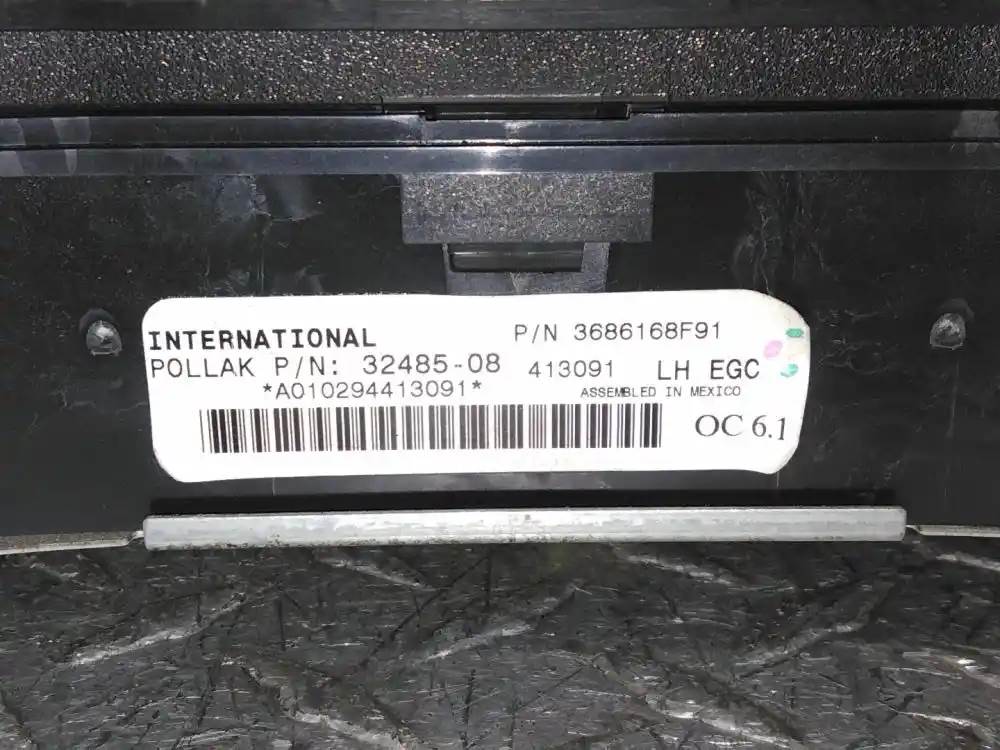 INTERNATIONAL P/N 3686168F91
POLLAK P/N: 32485-08 413091 LH EGC
*A010294413091* ASSEMBLED IN MEXICO
OC 6.1